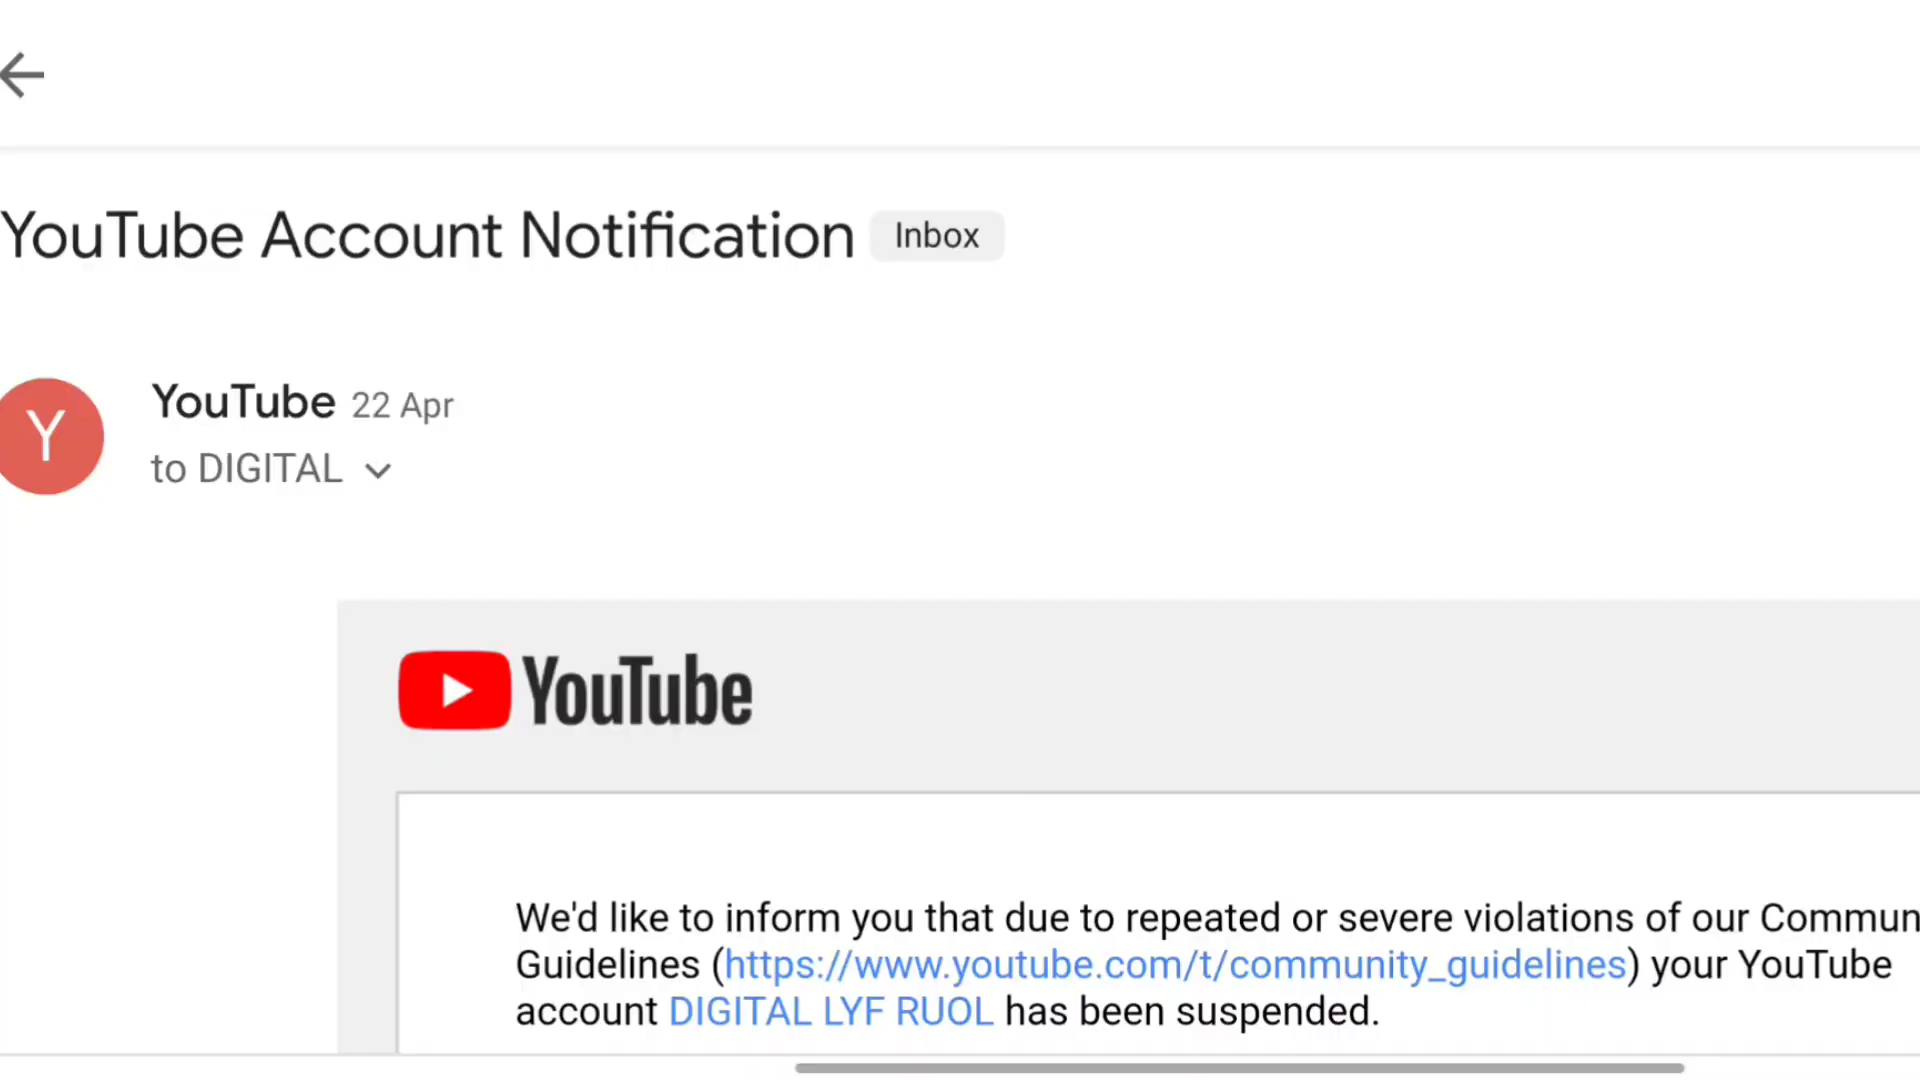 YouTube Account Notification Inbox
YouTube 22 Apr
Y
to DIGITAL
YouTube
We'd like to inform you that due to repeated or severe violations of our Commun
Guidelines (https://www.youtube.com/t/community_guidelines) your YouTube
account DIGITAL LYF RUOL has been suspended.